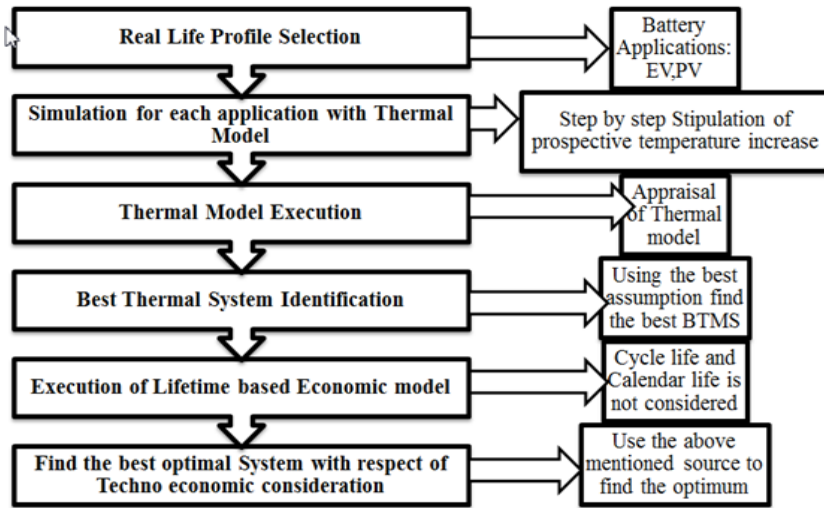 Real Life Profile Selection
Battery
Applications:
EV,PV
Simulation for each application with Thermal
Model
Step by step Stipulation of
prospective temperature increase
Thermal Model Execution
Appraisal
of Thermal
model
Best Thermal System Identification
Using the best
assumption find
the best BTMS
Execution of Lifetime based Economic model
Cycle life and
Calendar life is
not considered
Find the best optimal System with respect of
Techno economic consideration
Use the above
mentioned source to
find the optimum